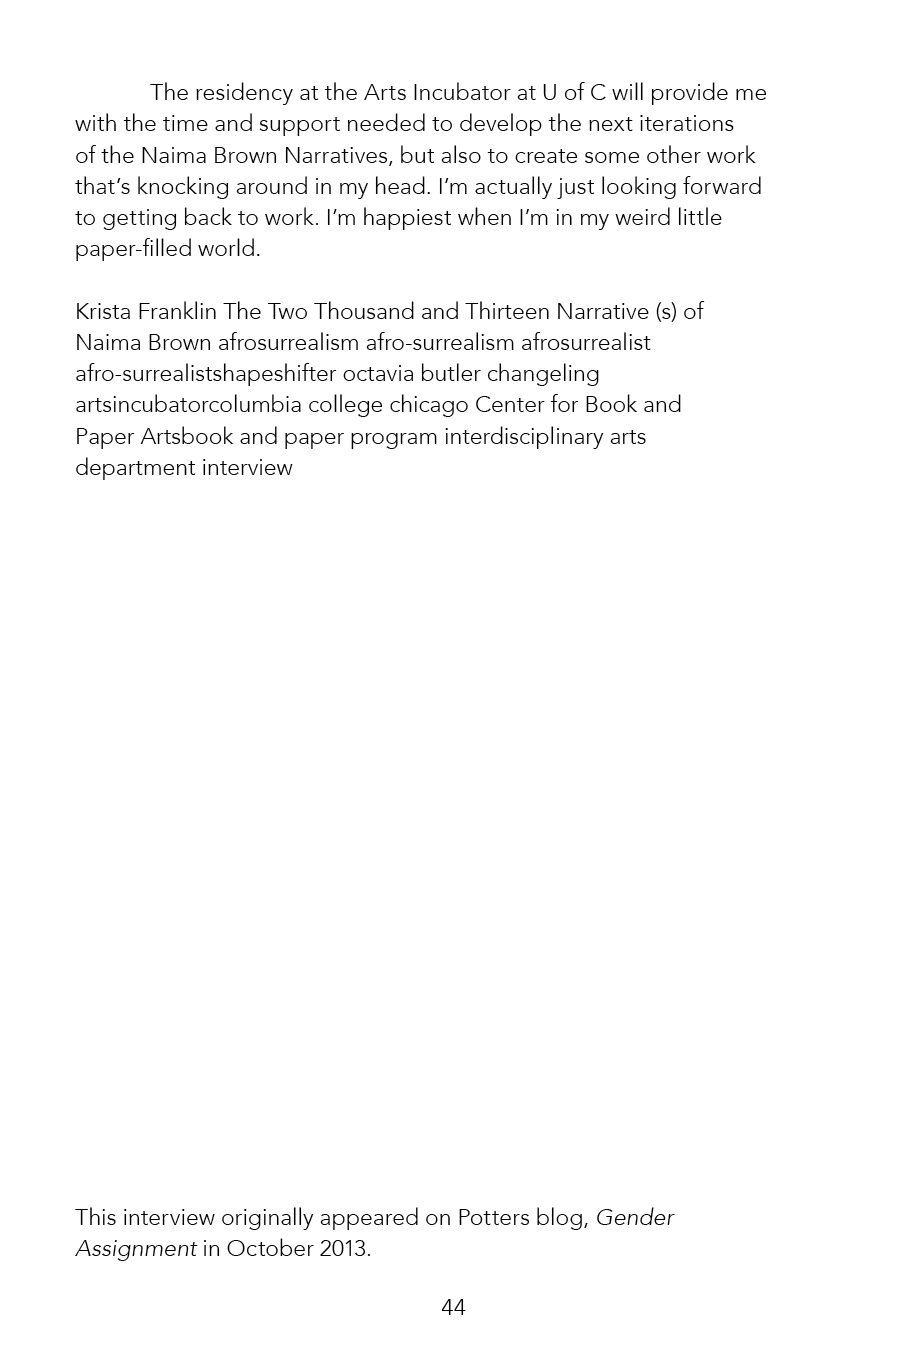 The residency at the Arts Incubator at U of C will provide me
with the time and support needed to develop the next iterations
of the Naima Brown Narratives, but also to create some other work
that’s knocking around in my head. I’m actually just looking forward
to getting back to work. I’m happiest when I’m in my weird little
paper-filled world.
Krista Franklin The Two Thousand and Thirteen Narrative (s) of
Naima Brown afrosurrealism afro-surrealism afrosurrealist
afro-surrealistshapeshifter octavia butler changeling
artsincubatorcolumbia college chicago Center for Book and
Paper Artsbook and paper program interdisciplinary arts
department interview
This interview originally appeared on Potters blog, Gender
Assignment in October 2013.
44